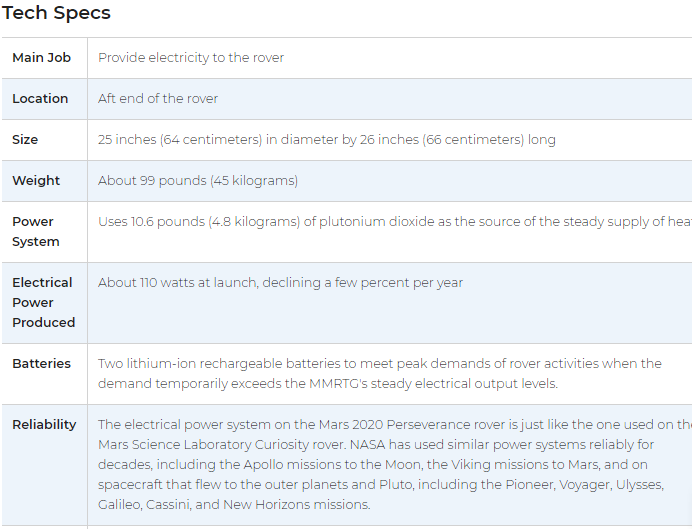 Tech Specs
Main Job
Provide electricity to the rover
Location
Aft end of the rover
Size
25 inches (64 centimeters) in diameter by 26 inches (66 centimeters) long
Weight
About 99 pounds (45 kilograms)
Power
System
Uses 10.6 pounds (4.8 kilograms) of plutonium dioxide as the source of the steady supply of
Electrical
Power
Produced
About 110 watts at launch, declining a few percent per year
Batteries
Two lithium-ion rechargeable batteries to meet peak demands of rover activities when the
demand temporarily exceeds the MMRTG's steady electrical output levels.
Reliability
The electrical power system on the Mars 2020 Perseverance rover is just like the one used on
Mars Science Laboratory Curiosity rover. NASA has used similar power systems reliably for
decades, including the Apollo missions to the Moon, the Viking missions to Mars, and on
spacecraft that flew to the outer planets and Pluto, including the Pioneer, Voyager, Ulysses,
Galileo, Cassini, and New Horizons missions.